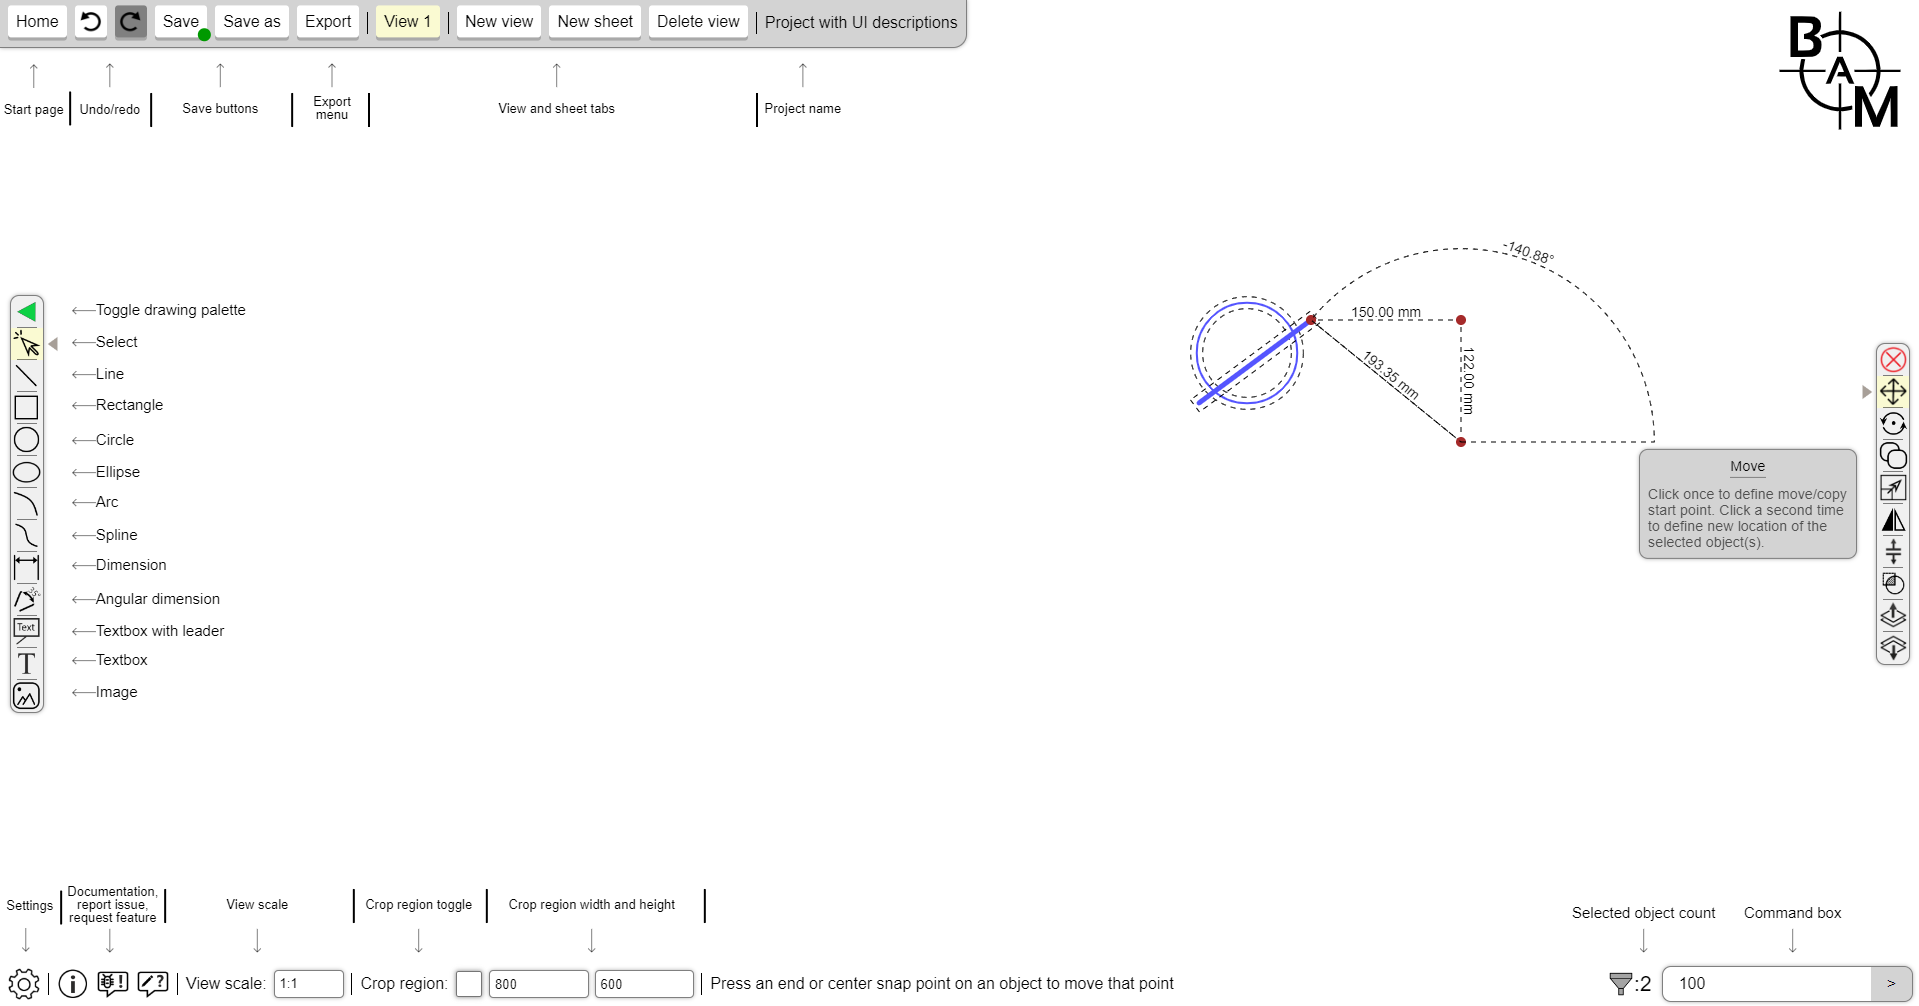 Home
Save
Save as
Export
View 1
New view
New sheet
Delete view
Project with UI descriptions
Start page
Undo/redo
Save buttons
Export
menu
View and sheet tabs
Project name
B
A
M
Toggle drawing palette
Select
Line
Rectangle
Circle
Ellipse
Arc
Spline
Dimension
35°
Angular dimension
Text
Textbox with leader
T
Textbox
Image
-140.88°
150.00 mm
122.00 mm
193.35 mm
Move
Click once to define move/copy
start point. Click a second time
to define new location of the
selected object(s).
Settings
Documentation,
report issue,
request feature
View scale
Crop region toggle
Crop region width and height
Selected object count
Command box
View scale:
1:1
Crop region:
800
600
Press an end or center snap point on an object to move that point
:2
100
>